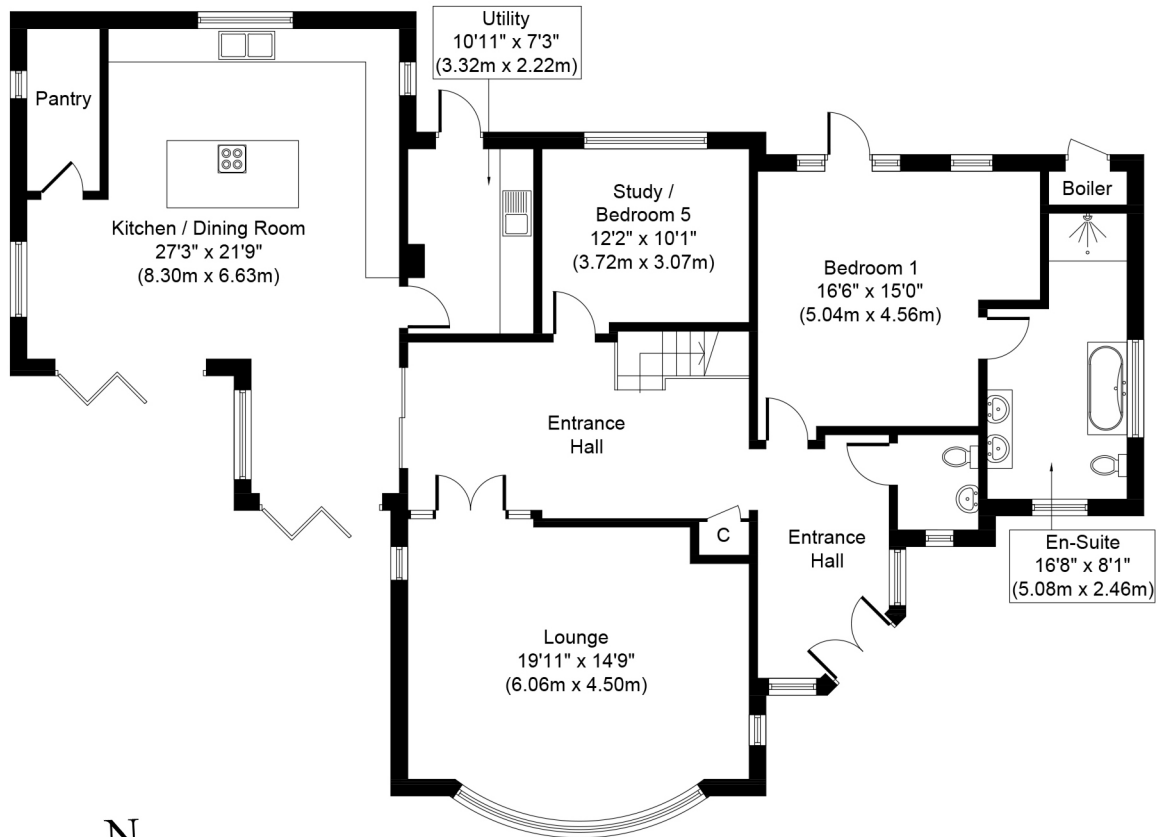 Utility
10'11" x 7'3"
(3.32m x 2.22m)
Pantry
Kitchen / Dining Room
27'3" x 21'9"
(8.30m x 6.63m)
Study /
Bedroom 5
12'2" x 10'1"
(3.72m x 3.07m)
Boiler
Bedroom 1
16'6" x 15'0"
(5.04m x 4.56m)
Entrance
Hall
C
Entrance
Hall
En-Suite
16'8" x 8'1"
(5.08m x 2.46m)
Lounge
19'11" x 14'9"
(6.06m x 4.50m)
N